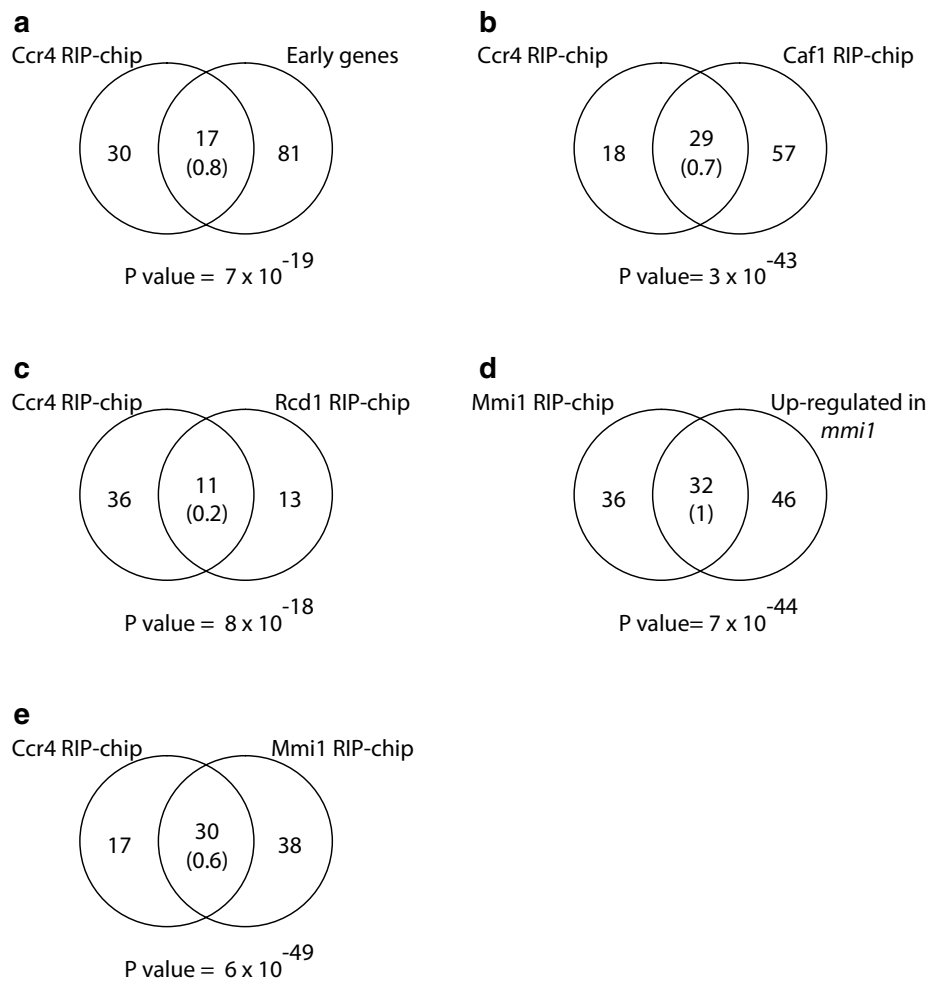 a
Ccr4 RIP-chip Early genes
30 17 81
(0.8)
P value = 7 x 10-19
b
Ccr4 RIP-chip Caf1 RIP-chip
18 29 57
(0.7)
P value= 3 x 10-43
c
Ccr4 RIP-chip Rcd1 RIP-chip
36 11 13
(0.2)
P value = 8 x 10-18
d
Mmi1 RIP-chip Up-regulated in
mmi1
36 32 46
(1)
P value= 7 x 10-44
e
Ccr4 RIP-chip Mmi1 RIP-chip
17 30 38
(0.6)
P value = 6 x 10-49